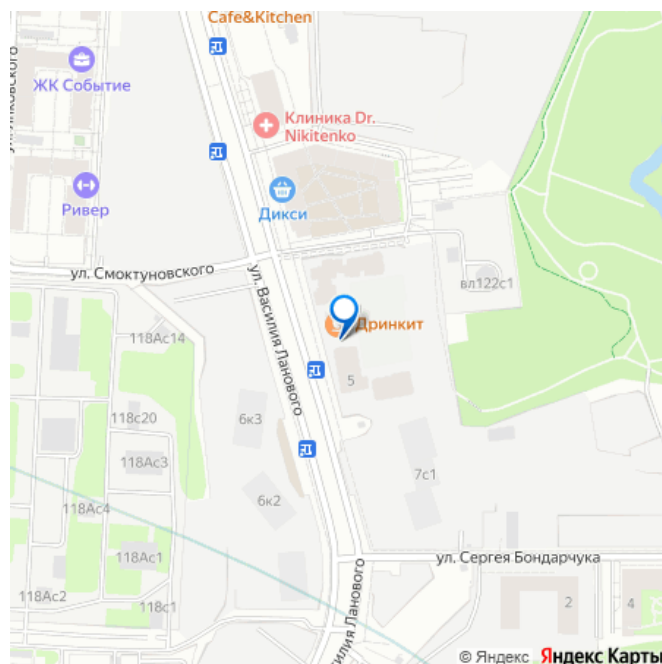 Cafe&Kitchen
ЖК Событие
Клиника Dr.
Nikitenko
Ривер
Дикси
ул. Смоктуновского
вл122с1
ул. Василия Ланового
Дринкит
118Ас14
5
118с20
6к3
118Ас3
7с1
6к2
118Ас4
118Ас1
ул. Сергея Бондарчука
118Ас2
118с1
2
4
© Яндекс Яндекс Карты